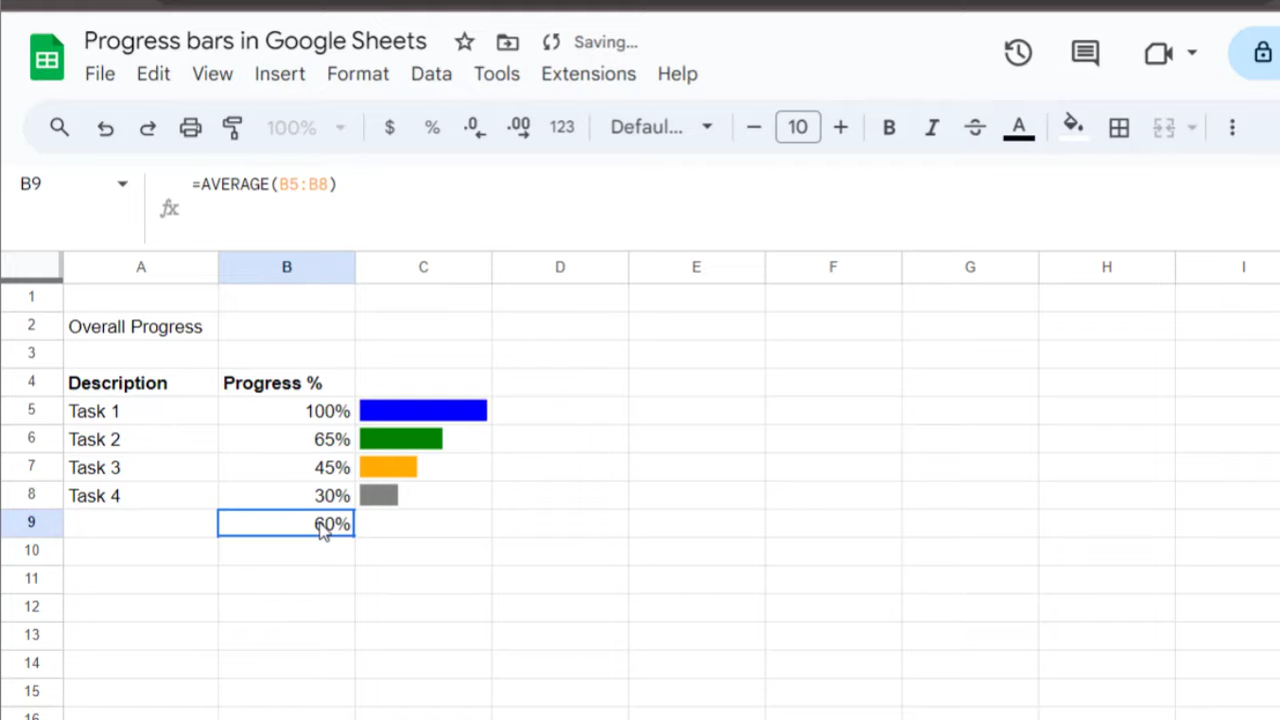 Progress bars in Google Sheets Saving...
File Edit View Insert Format Data Tools Extensions Help
100% $ % .0 .00 123 Defaul... 10 B I A
B9 =AVERAGE(B5:B8)
fx
A B C D E F G H I
1
2 Overall Progress
3
4 Description Progress %
5 Task 1 100%
6 Task 2 65%
7 Task 3 45%
8 Task 4 30%
9 60%
10
11
12
13
14
15
16